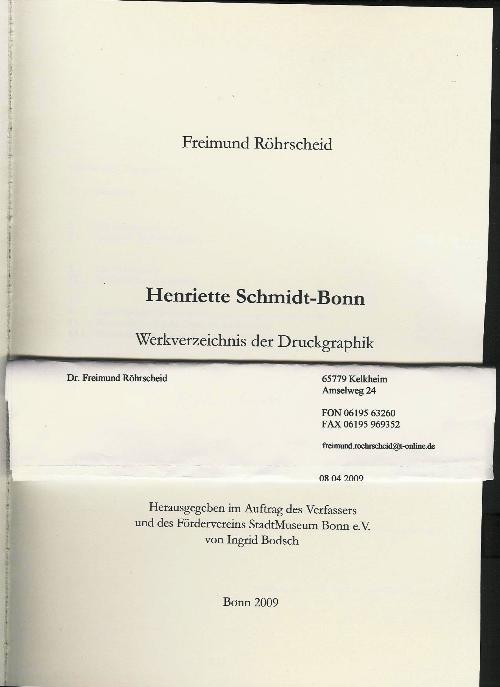 Freimund Röhrscheid
Henriette Schmidt-Bonn
Werkverzeichnis der Druckgraphik
Dr. Freimund Röhrscheid
65779 Kelkheim
Amselweg 24
FON 06195 63260
FAX 06195 969352
freimund.roehrscheid@t-online.de
08.04.2009
Herausgegeben im Auftrag des Verfassers
und des Fördervereins StadtMuseum Bonn e.V.
von Ingrid Bodsch
Bonn 2009